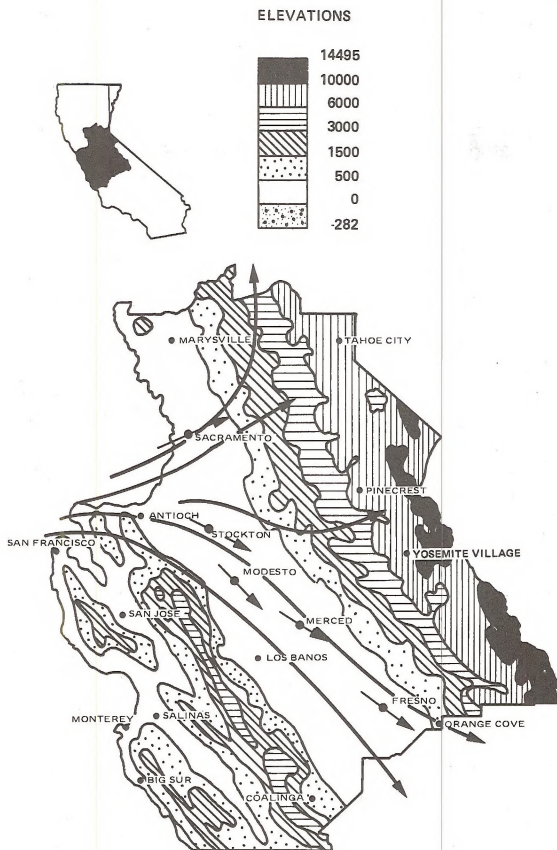 ELEVATIONS
14495
10000
6000
3000
1500
500
0
-282
MARYSVILLE
TAHOE CITY
SACRAMENTO
PINECREST
ANTIOCH
STOCKTON
SAN FRANCISCO
YOSEMITE VILLAGE
MODESTO
SAN JOSE
MERCED
LOS BANOS
FRESNO
MONTEREY
SALINAS
ORANGE COVE
BIG SUR
COALINGA